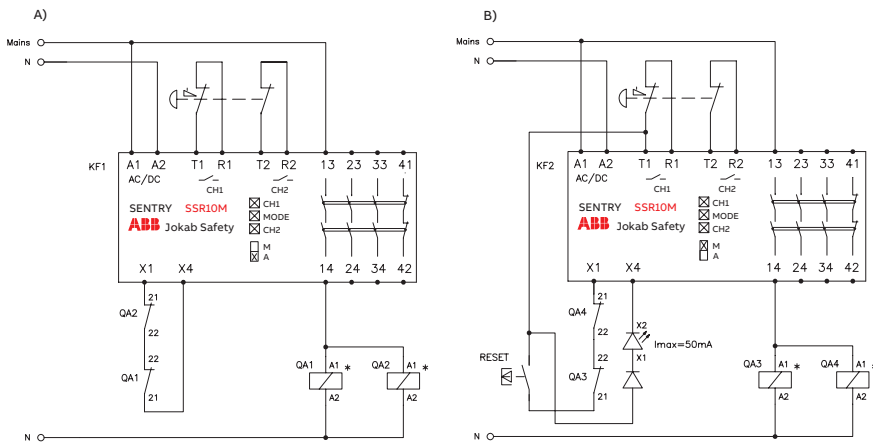 A)
Mains
N
KF1
A1 A2 T1 R1 T2 R2 13 23 33 41
AC/DC
CH1
CH2
SENTRY SSR10M
ABB Jokab Safety
CH1
MODE
CH2
M
A
X1 X4 14 24 34 42
21
QA2
22
22
QA1
21
QA1 A1 *
A2
QA2 A1 *
A2
N
B)
Mains
N
KF2
A1 A2 T1 R1 T2 R2 13 23 33 41
AC/DC
CH1
CH2
SENTRY SSR10M
ABB Jokab Safety
CH1
MODE
CH2
M
A
X1 X4 14 24 34 42
21
QA4
22
X2
Imax=50mA
RESET
22
X1
QA3
21
QA3 A1 *
A2
QA4 A1 *
A2
N